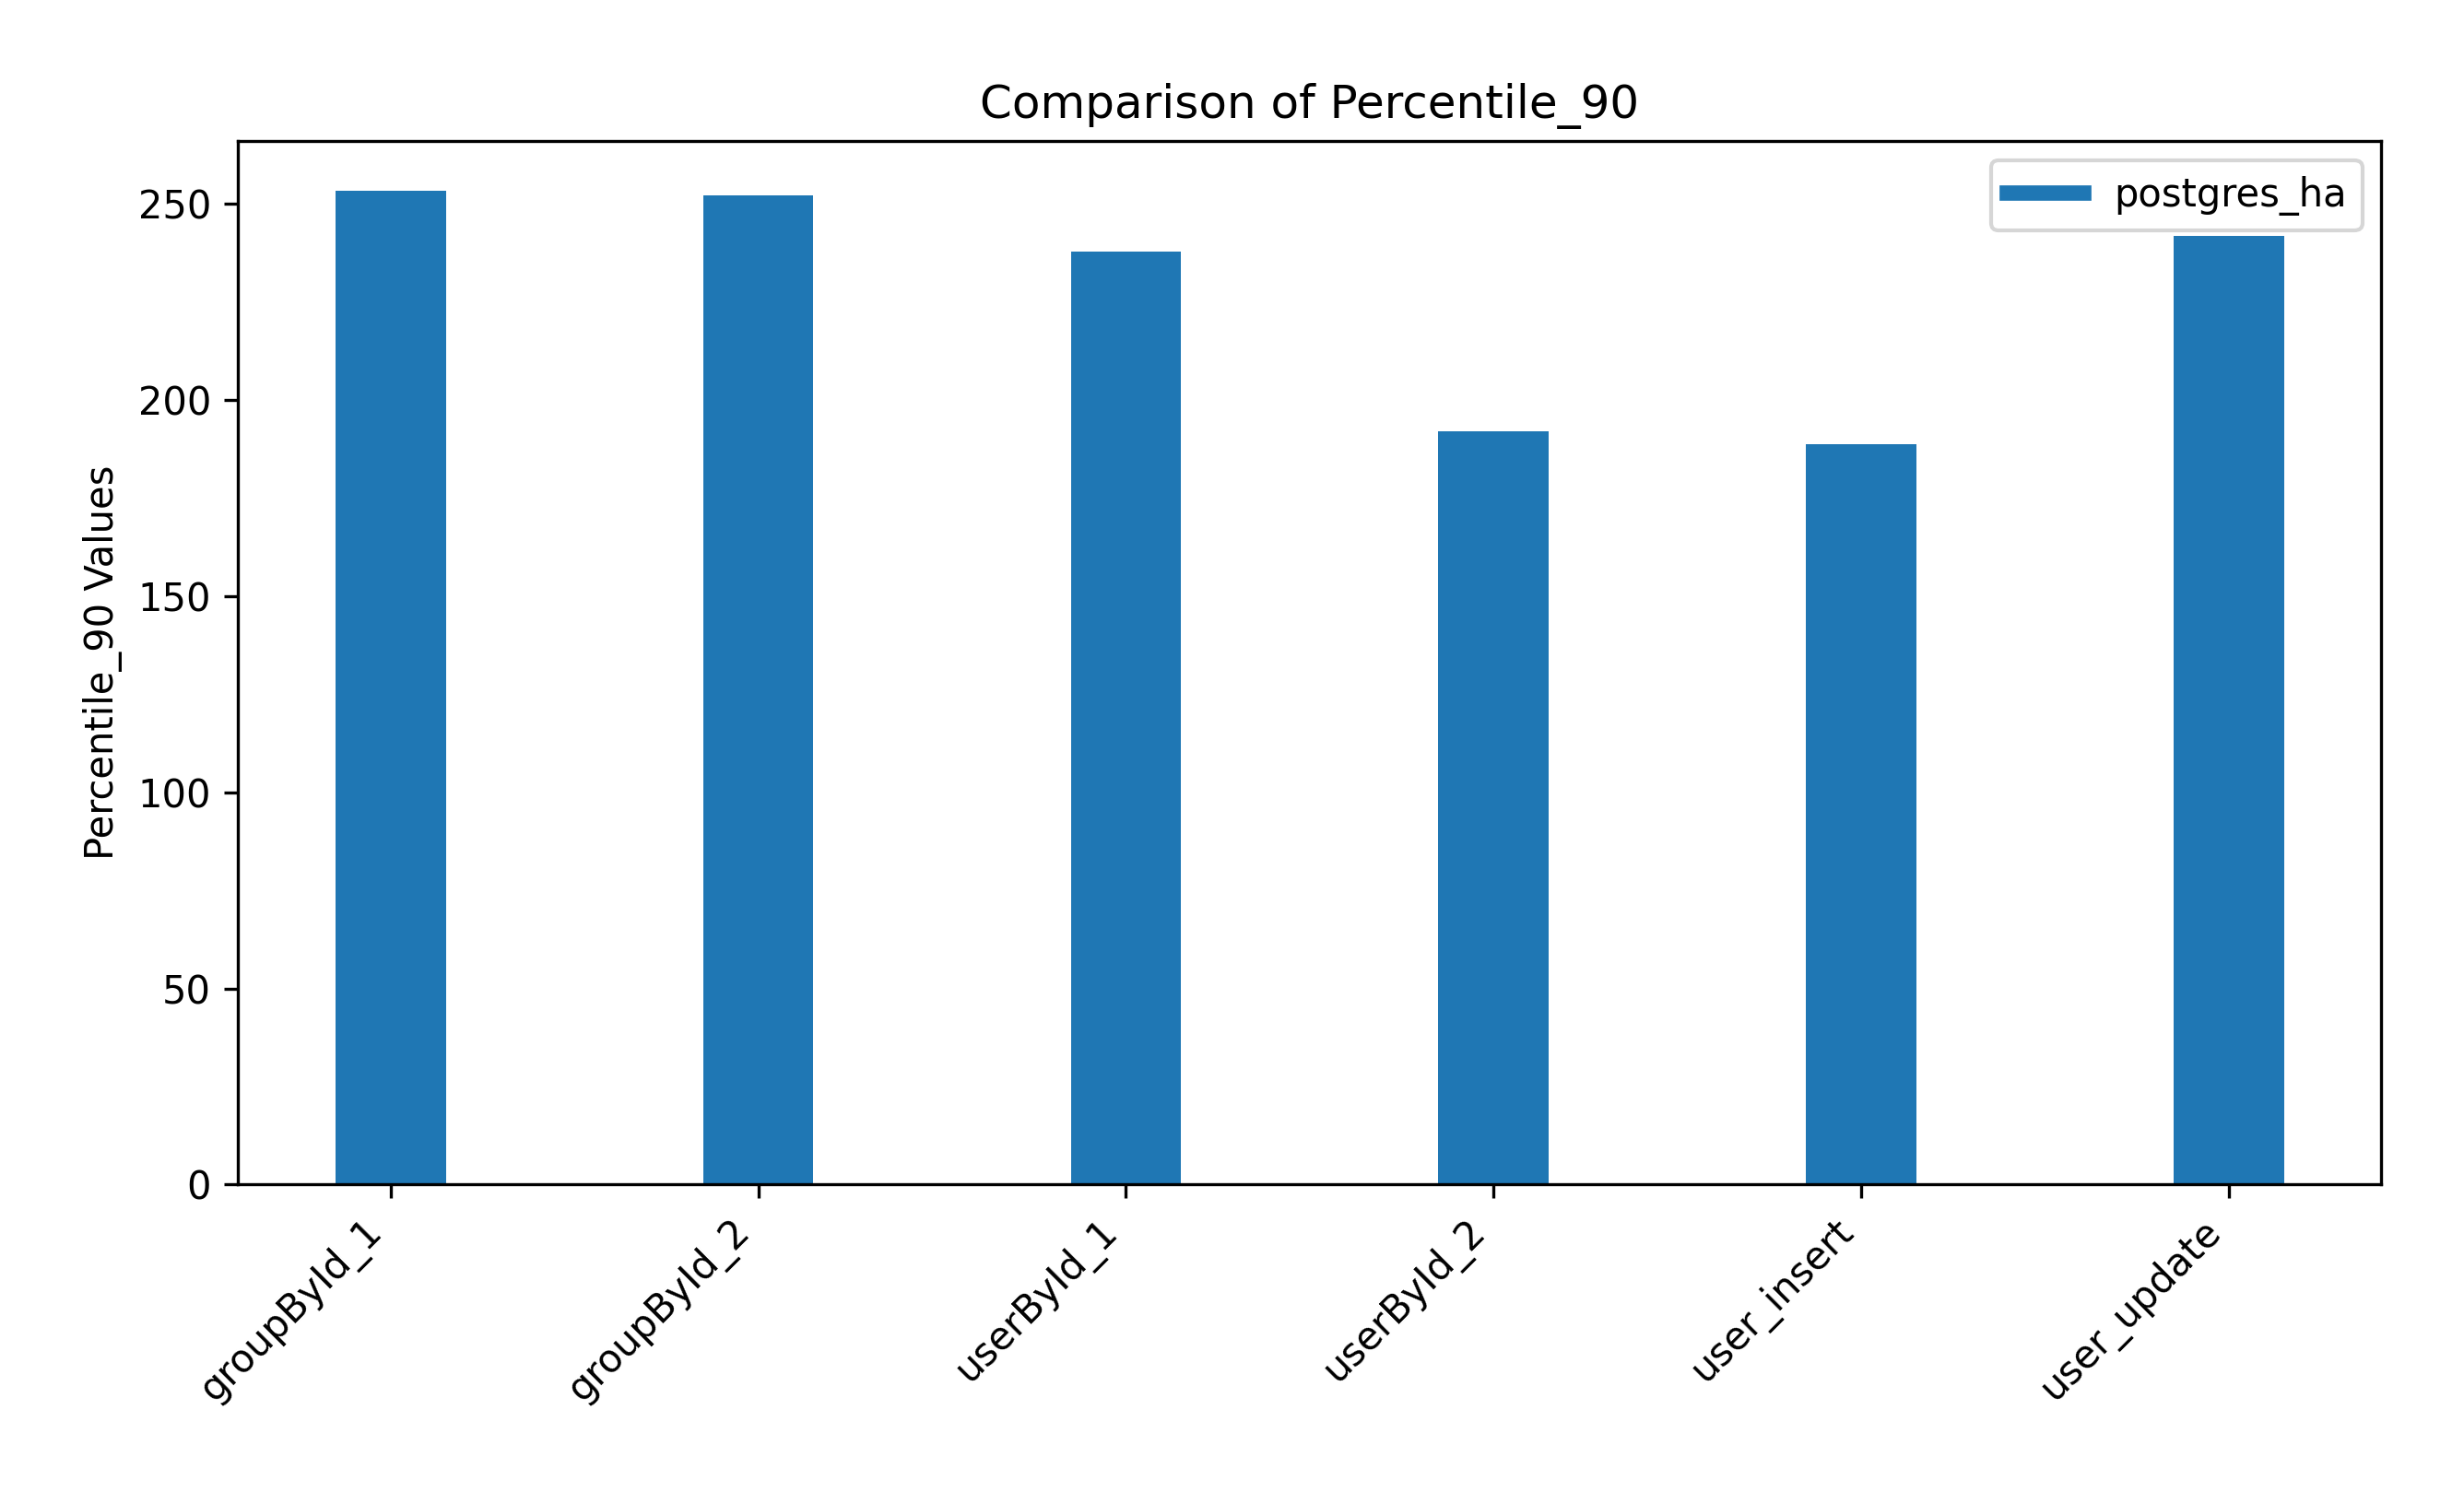 Comparison of Percentile_90
postgres_ha
Percentile_90 Values
250
200
150
100
50
0
groupById_1
groupById_2
userById_1
userById_2
user_insert
user_update